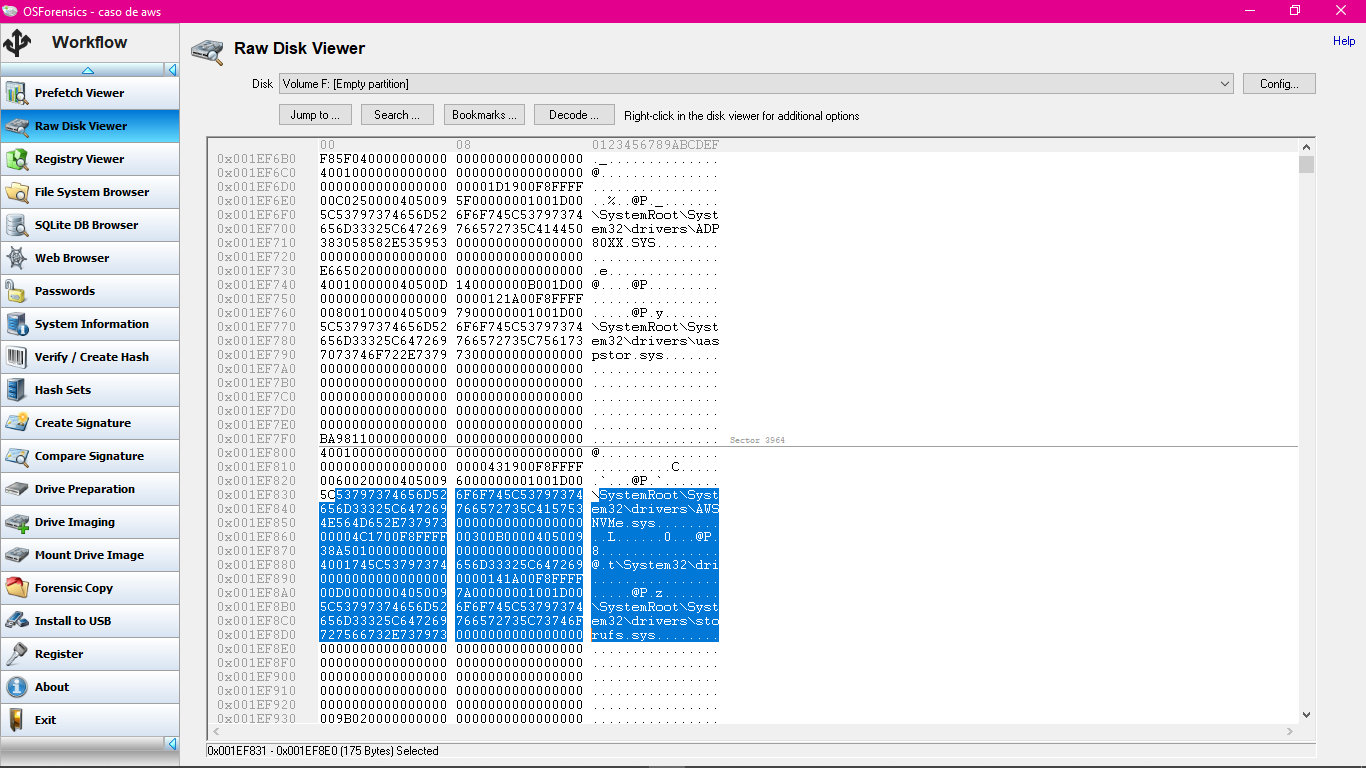 OSForensics - caso de aws
Workflow
Prefetch Viewer
Raw Disk Viewer
Registry Viewer
File System Browser
SQLite DB Browser
Web Browser
Passwords
System Information
Verify / Create Hash
Hash Sets
Create Signature
Compare Signature
Drive Preparation
Drive Imaging
Mount Drive Image
Forensic Copy
Install to USB
Register
About
Exit
Raw Disk Viewer
Help
Disk Volume F: [Empty partition] Config...
Jump to ... Search ... Bookmarks ... Decode ... Right-click in the disk viewer for additional options
00 08 0123456789ABCDEF
0x001EF6B0 F85F040000000000 0000000000000000 ._..............
0x001EF6C0 4001000000000000 0000000000000000 @...............
0x001EF6D0 0000000000000000 00001D1900F8FFFF ................
0x001EF6E0 00C0250000405009 5F00000001001D00 ..%..@P._.......
0x001EF6F0 5C53797374656D52 6F6F745C53797374 \SystemRoot\Syst
0x001EF700 656D33325C647269 766572735C414450 em32\drivers\ADP
0x001EF710 383058582E535953 0000000000000000 80XX.SYS........
0x001EF720 0000000000000000 0000000000000000 ................
0x001EF730 E665020000000000 0000000000000000 .e..............
0x001EF740 400100000040500D 140000000B001D00 @....@P.........
0x001EF750 0000000000000000 0000121A00F8FFFF ................
0x001EF760 0080010000405009 7900000001001D00 .....@P.y.......
0x001EF770 5C53797374656D52 6F6F745C53797374 \SystemRoot\Syst
0x001EF780 656D33325C647269 766572735C756173 em32\drivers\uas
0x001EF790 7073746F722E7379 7300000000000000 pstor.sys.......
0x001EF7A0 0000000000000000 0000000000000000 ................
0x001EF7B0 0000000000000000 0000000000000000 ................
0x001EF7C0 0000000000000000 0000000000000000 ................
0x001EF7D0 0000000000000000 0000000000000000 ................
0x001EF7E0 0000000000000000 0000000000000000 ................
0x001EF7F0 BA98110000000000 0000000000000000 ................ Sector 3964
0x001EF800 4001000000000000 0000000000000000 @...............
0x001EF810 0000000000000000 0000431900F8FFFF ..........C.....
0x001EF820 0060020000405009 6000000001001D00 .`...@P.`.......
0x001EF830 5C53797374656D52 6F6F745C53797374 \SystemRoot\Syst
0x001EF840 656D33325C647269 766572735C415753 em32\drivers\AWS
0x001EF850 4E564D652E737973 0000000000000000 NVMe.sys........
0x001EF860 00004C1700F8FFFF 00300B0000405009 ..L......0...@P.
0x001EF870 38A5010000000000 0000000000000000 8...............
0x001EF880 4001745C53797374 656D33325C647269 @.t\System32\dri
0x001EF890 0000000000000000 0000141A00F8FFFF ................
0x001EF8A0 00D0000000405009 7A00000001001D00 .....@P.z.......
0x001EF8B0 5C53797374656D52 6F6F745C53797374 \SystemRoot\Syst
0x001EF8C0 656D33325C647269 766572735C73746F em32\drivers\sto
0x001EF8D0 727566732E737973 0000000000000000 rufs.sys........
0x001EF8E0 0000000000000000 0000000000000000 ................
0x001EF8F0 0000000000000000 0000000000000000 ................
0x001EF900 0000000000000000 0000000000000000 ................
0x001EF910 0000000000000000 0000000000000000 ................
0x001EF920 0000000000000000 0000000000000000 ................
0x001EF930 009B020000000000 0000000000000000 ................
0x001EF831 - 0x001EF8E0 (175 Bytes) Selected